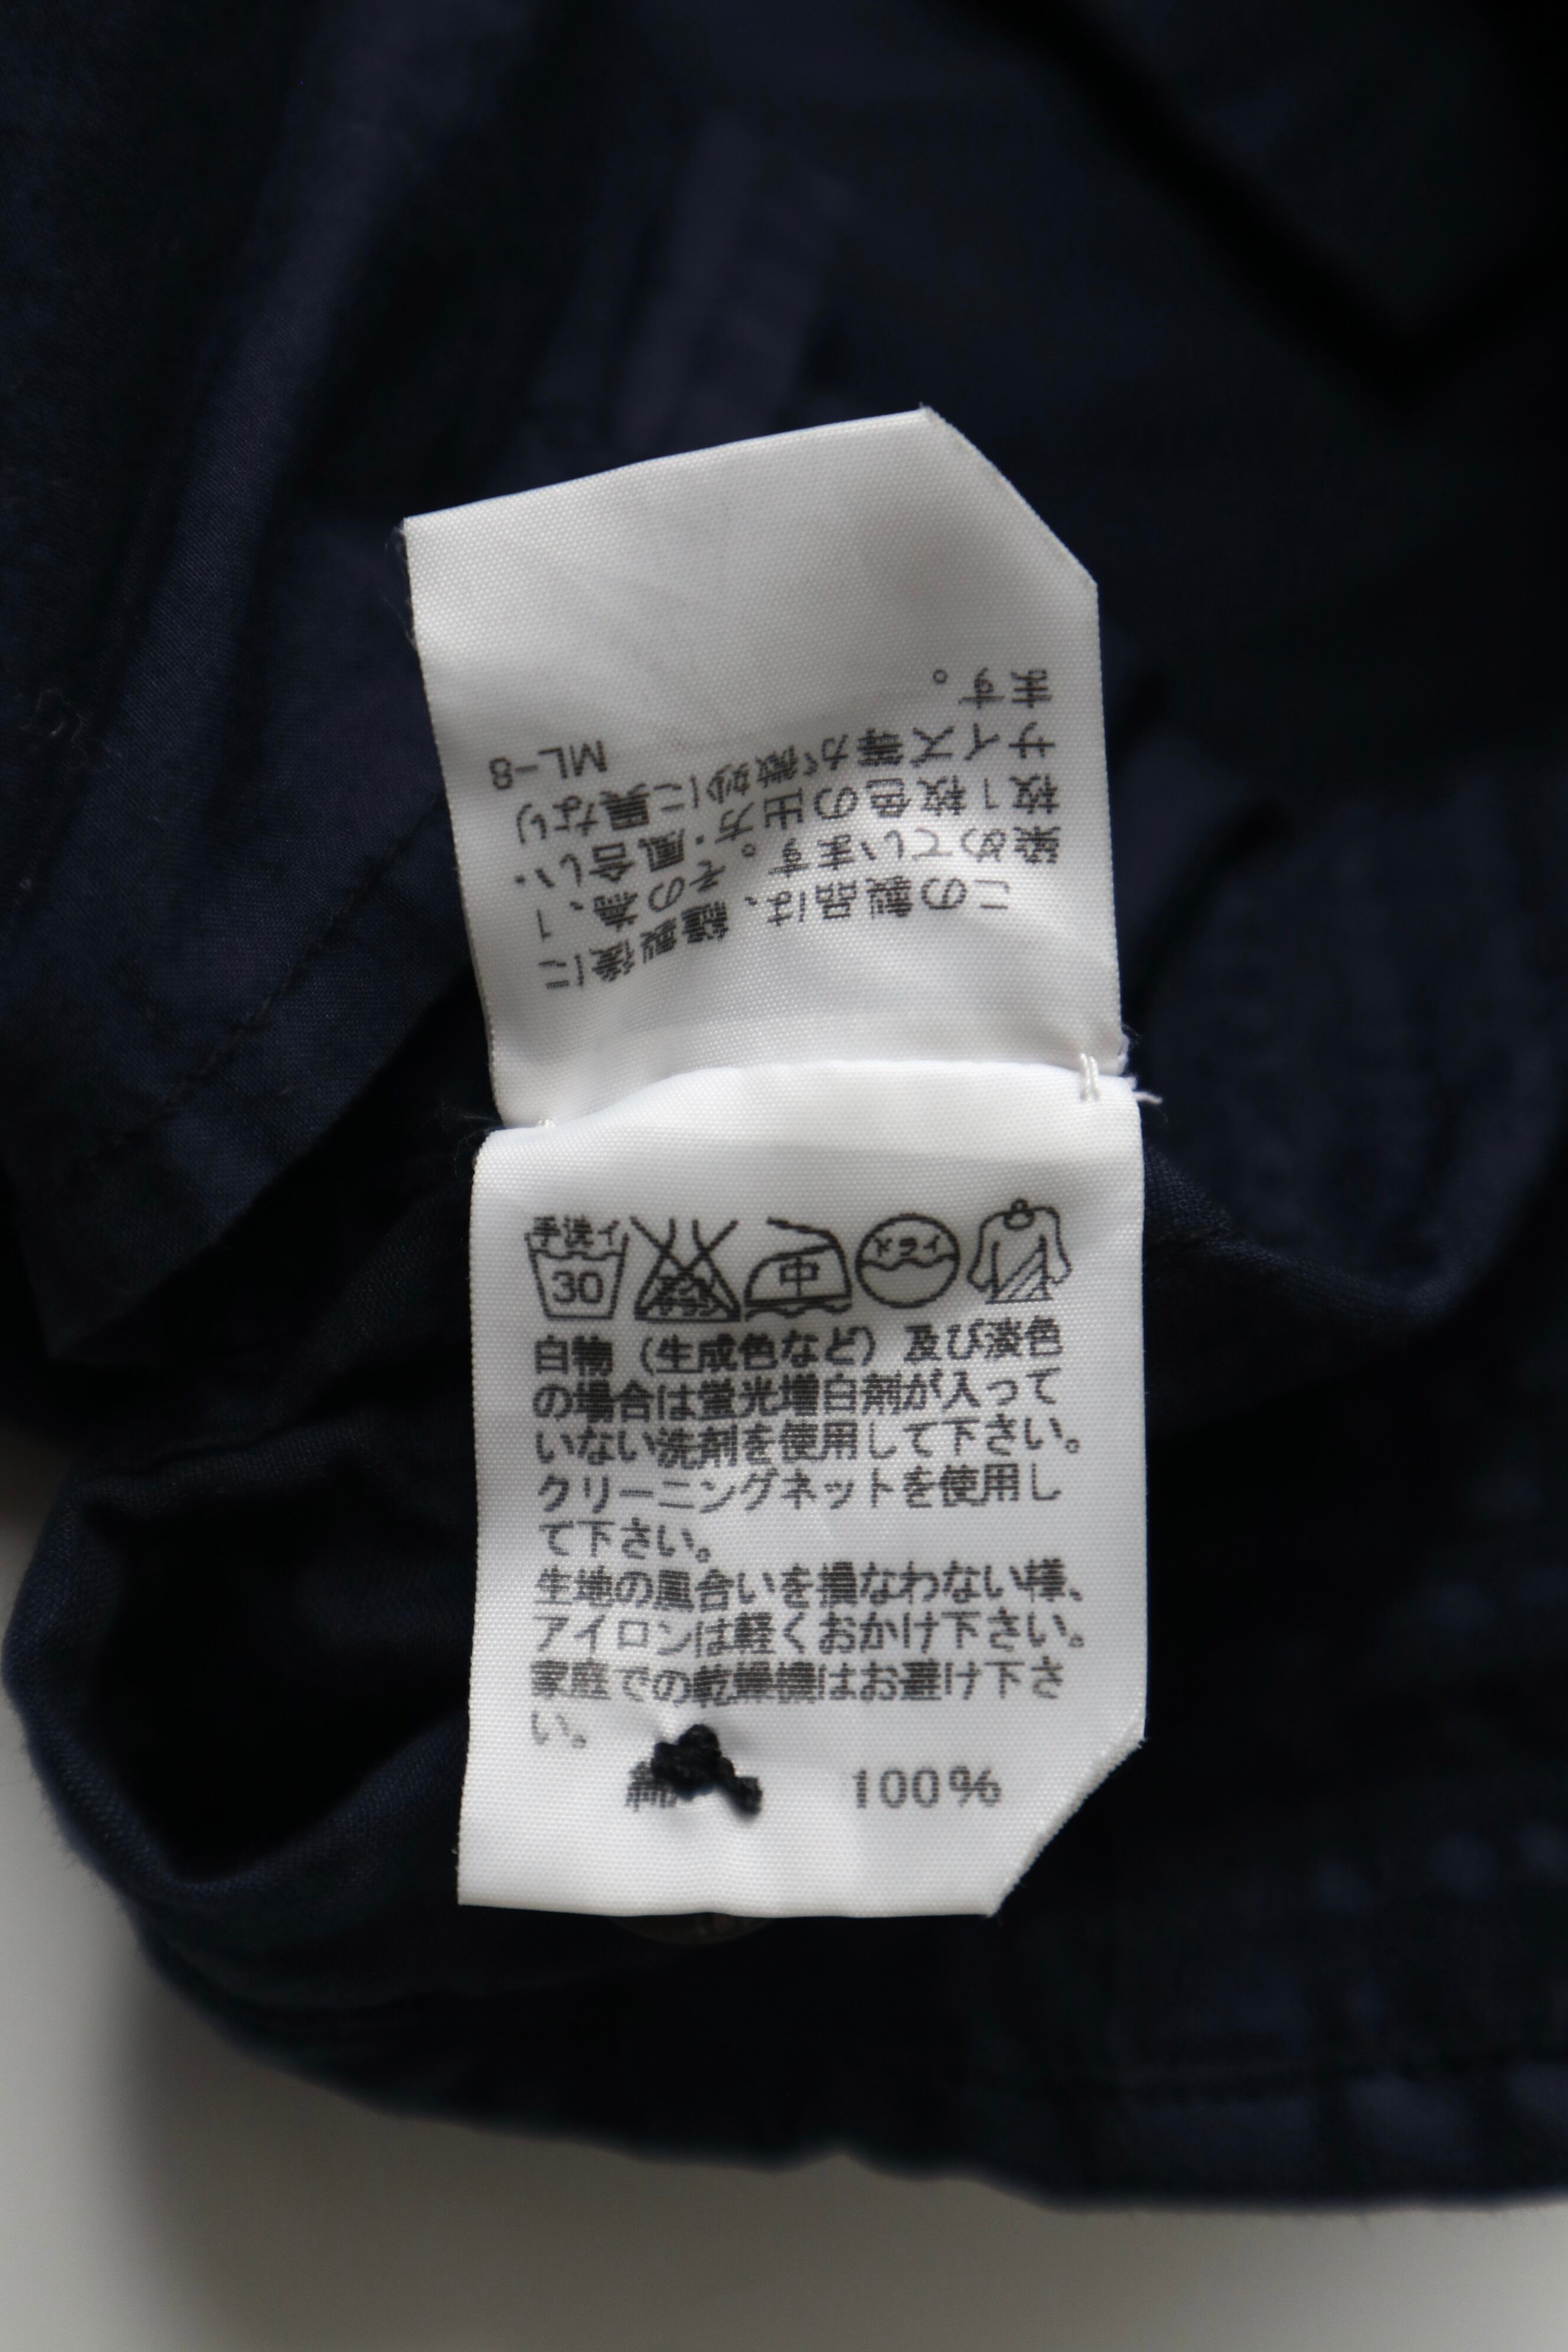 この製品は、縫製後に
染めています。その為、1
枚1枚色の出方・風合い、
サイズ等が微妙に異なり
ます。
ML-8
手洗イ
30
エンソ
サラシ
中
ドライ
白物（生成色など）及び淡色
の場合は蛍光増白剤が入って
いない洗剤を使用して下さい。
クリーニングネットを使用し
て下さい。
生地の風合いを損なわない様、
アイロンは軽くおかけ下さい。
家庭での乾燥機はお避け下さ
い。
綿 100%